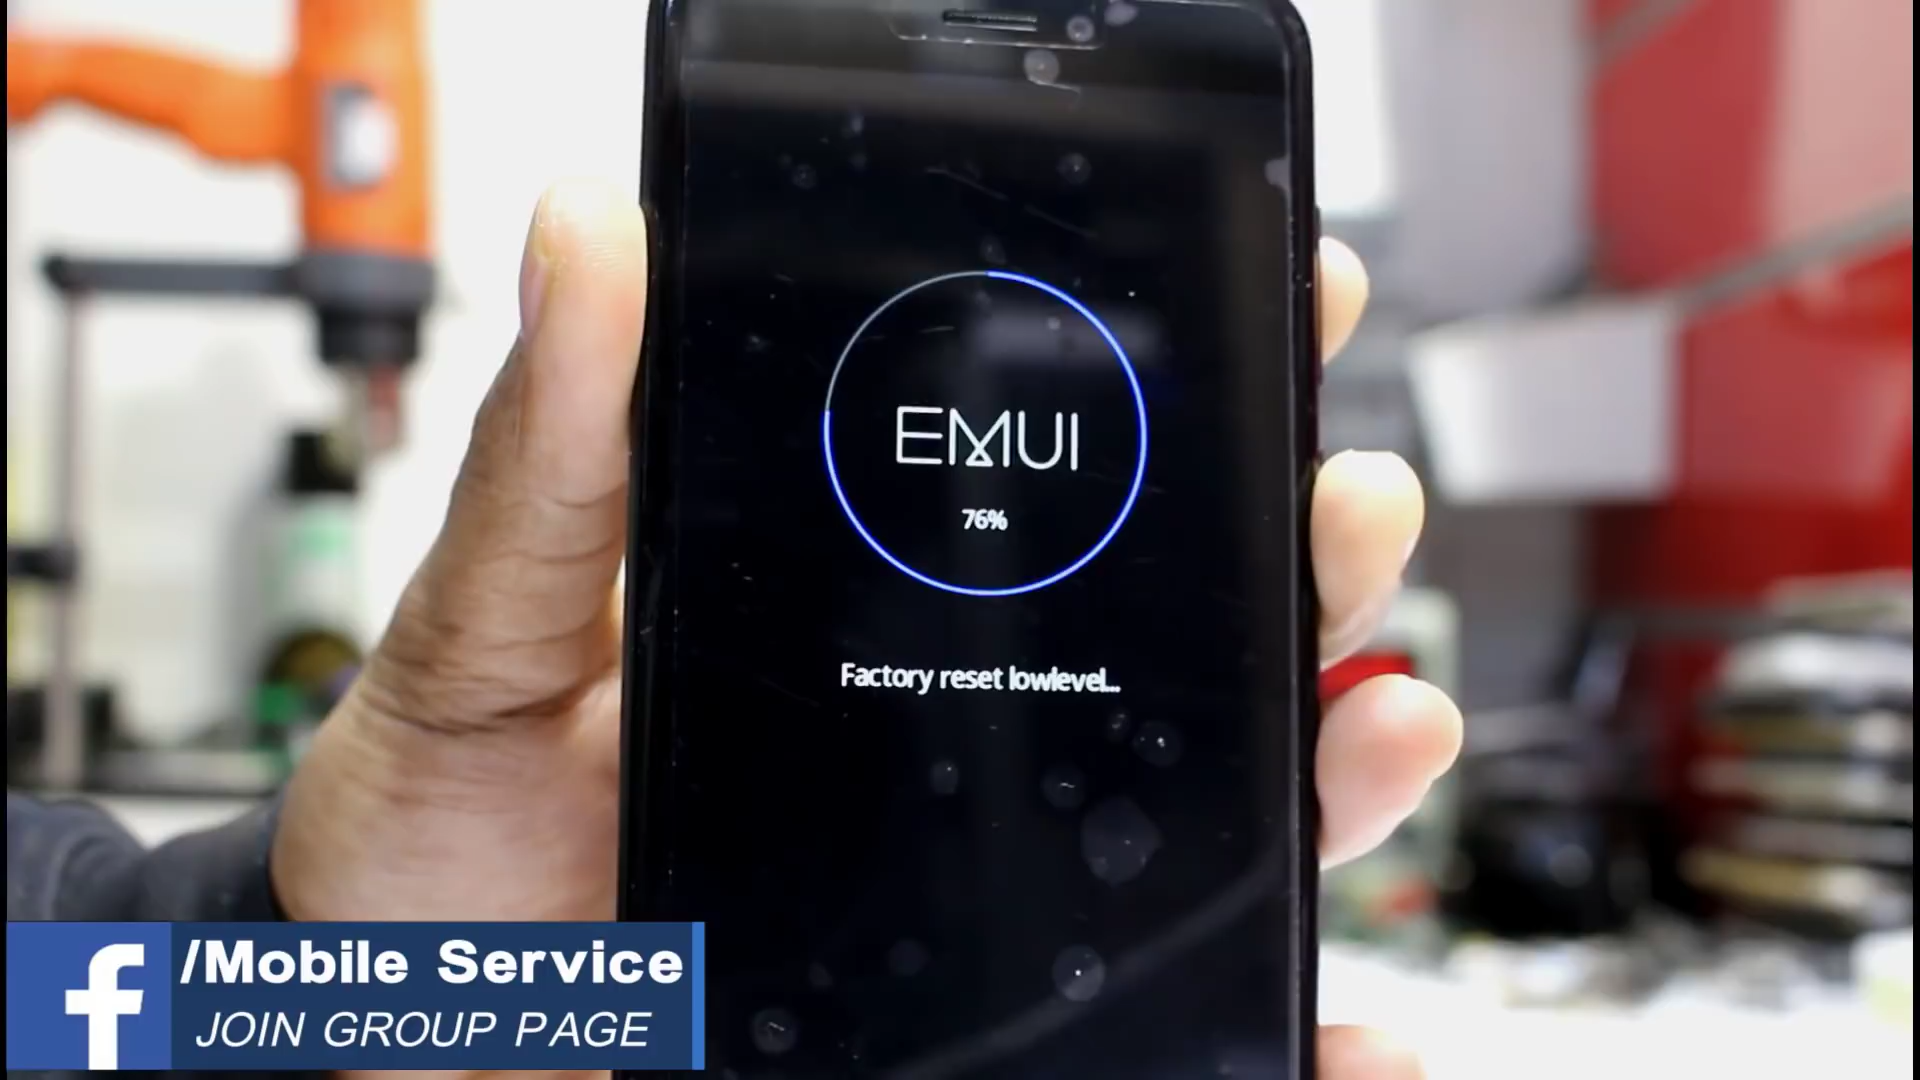 EMUI
76%
Factory reset lowlevel...
/Mobile Service
JOIN GROUP PAGE